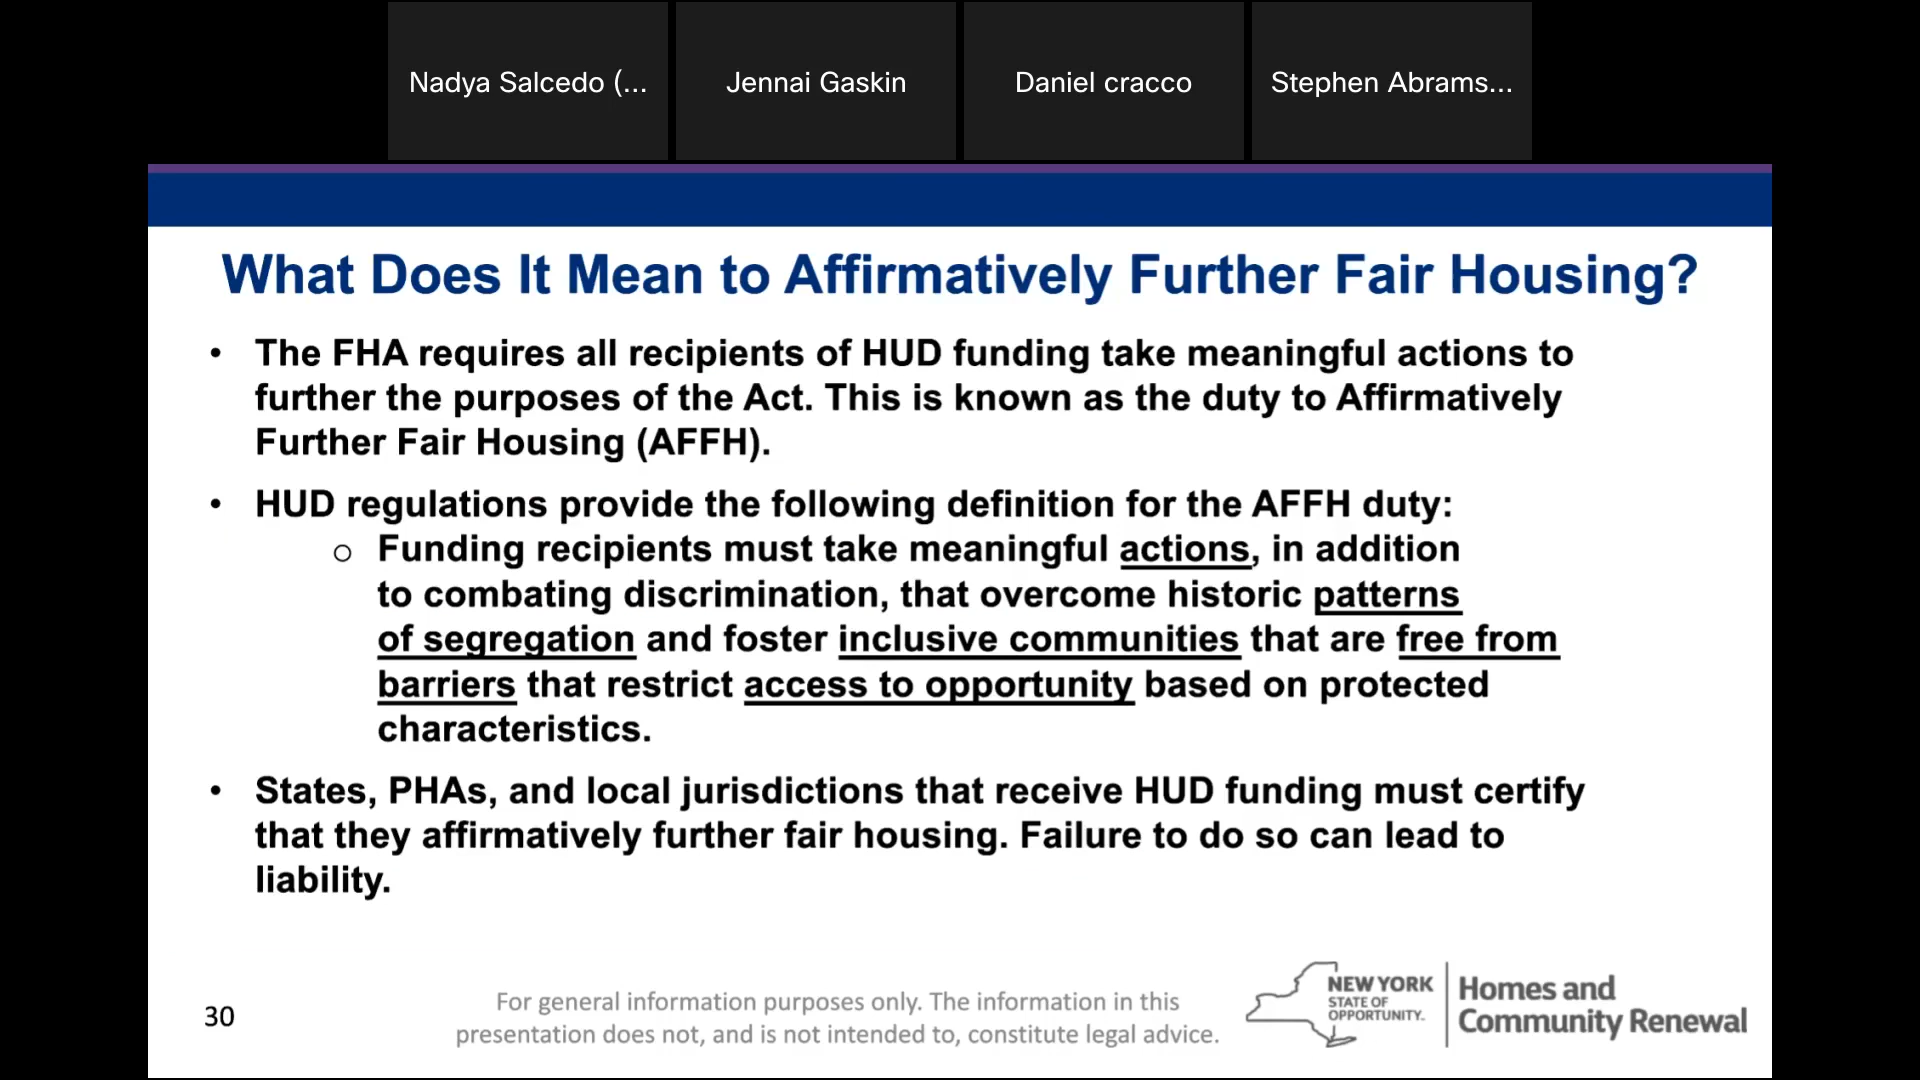 Nadya Salcedo (...
Jennai Gaskin
Daniel cracco
Stephen Abrams...
What Does It Mean to Affirmatively Further Fair Housing?
• The FHA requires all recipients of HUD funding take meaningful actions to
further the purposes of the Act. This is known as the duty to Affirmatively
Further Fair Housing (AFFH).
• HUD regulations provide the following definition for the AFFH duty:
o Funding recipients must take meaningful actions, in addition
to combating discrimination, that overcome historic patterns
of segregation and foster inclusive communities that are free from
barriers that restrict access to opportunity based on protected
characteristics.
• States, PHAs, and local jurisdictions that receive HUD funding must certify
that they affirmatively further fair housing. Failure to do so can lead to
liability.
30
For general information purposes only. The information in this
presentation does not, and is not intended to, constitute legal advice.
NEW YORK
STATE OF
OPPORTUNITY.
Homes and
Community Renewal